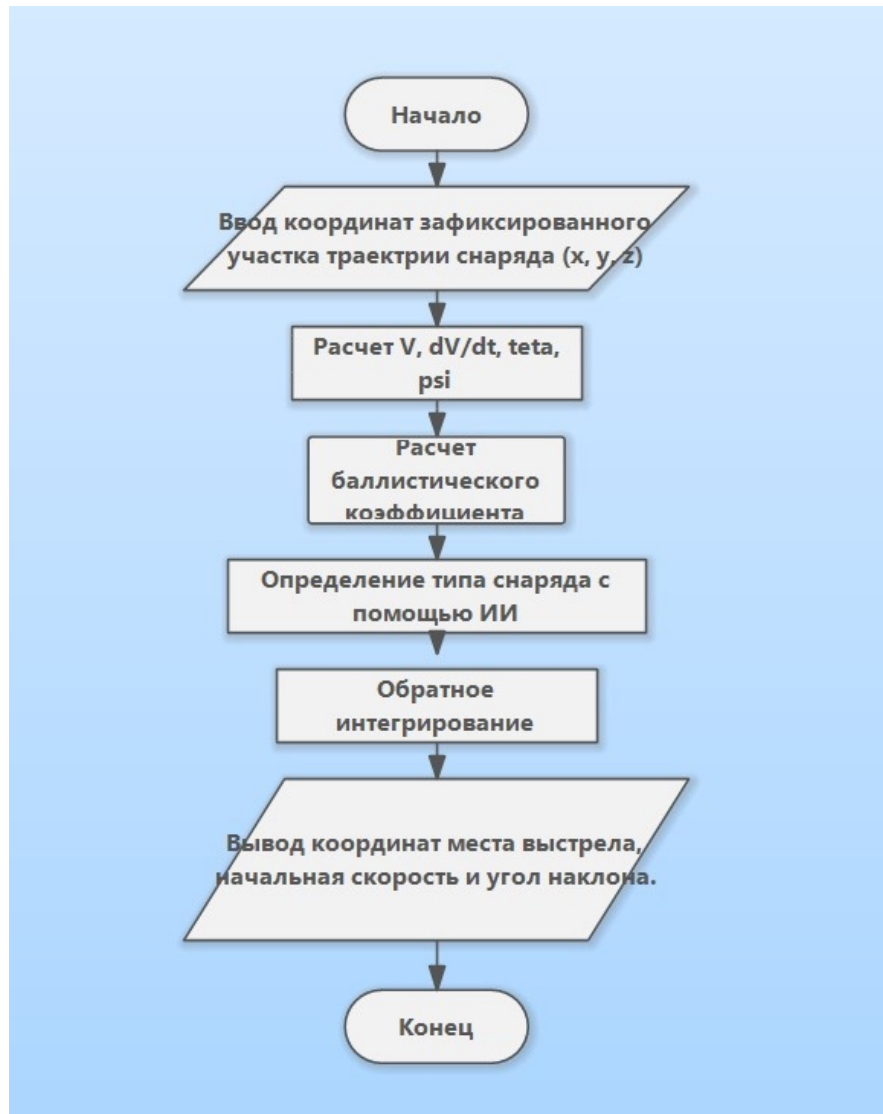 Начало
Ввод координат зафиксированного
участка траектрии снаряда (x, y, z)
Расчет V, dV/dt, teta,
psi
Расчет
баллистического
коэффициента
Определение типа снаряда с
помощью ИИ
Обратное
интегрирование
Вывод координат места выстрела,
начальная скорость и угол наклона.
Конец